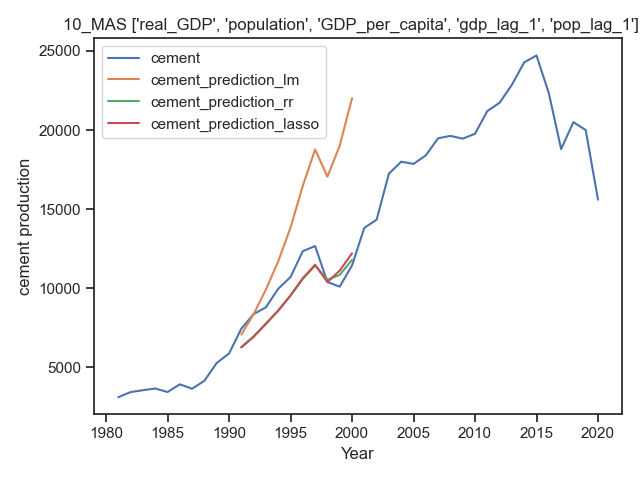 10_MAS ['real_GDP', 'population', 'GDP_per_capita', 'gdp_lag_1', 'pop_lag_1']
cement
cement_prediction_lm
cement_prediction_rr
cement_prediction_lasso
25000
20000
15000
10000
5000
cement production
1980 1985 1990 1995 2000 2005 2010 2015 2020
Year